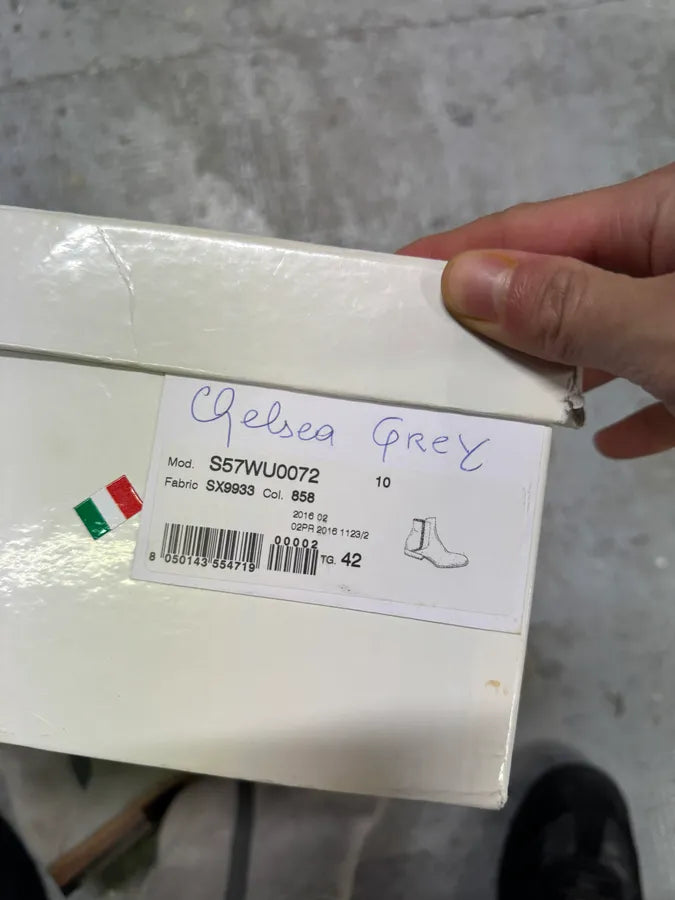 Chelsea GREY
Mod. S57WU0072 10
Fabric SX9933 Col. 858
2016 02
02PR 2016 1123/2
00002
8 050143 554719 TG. 42